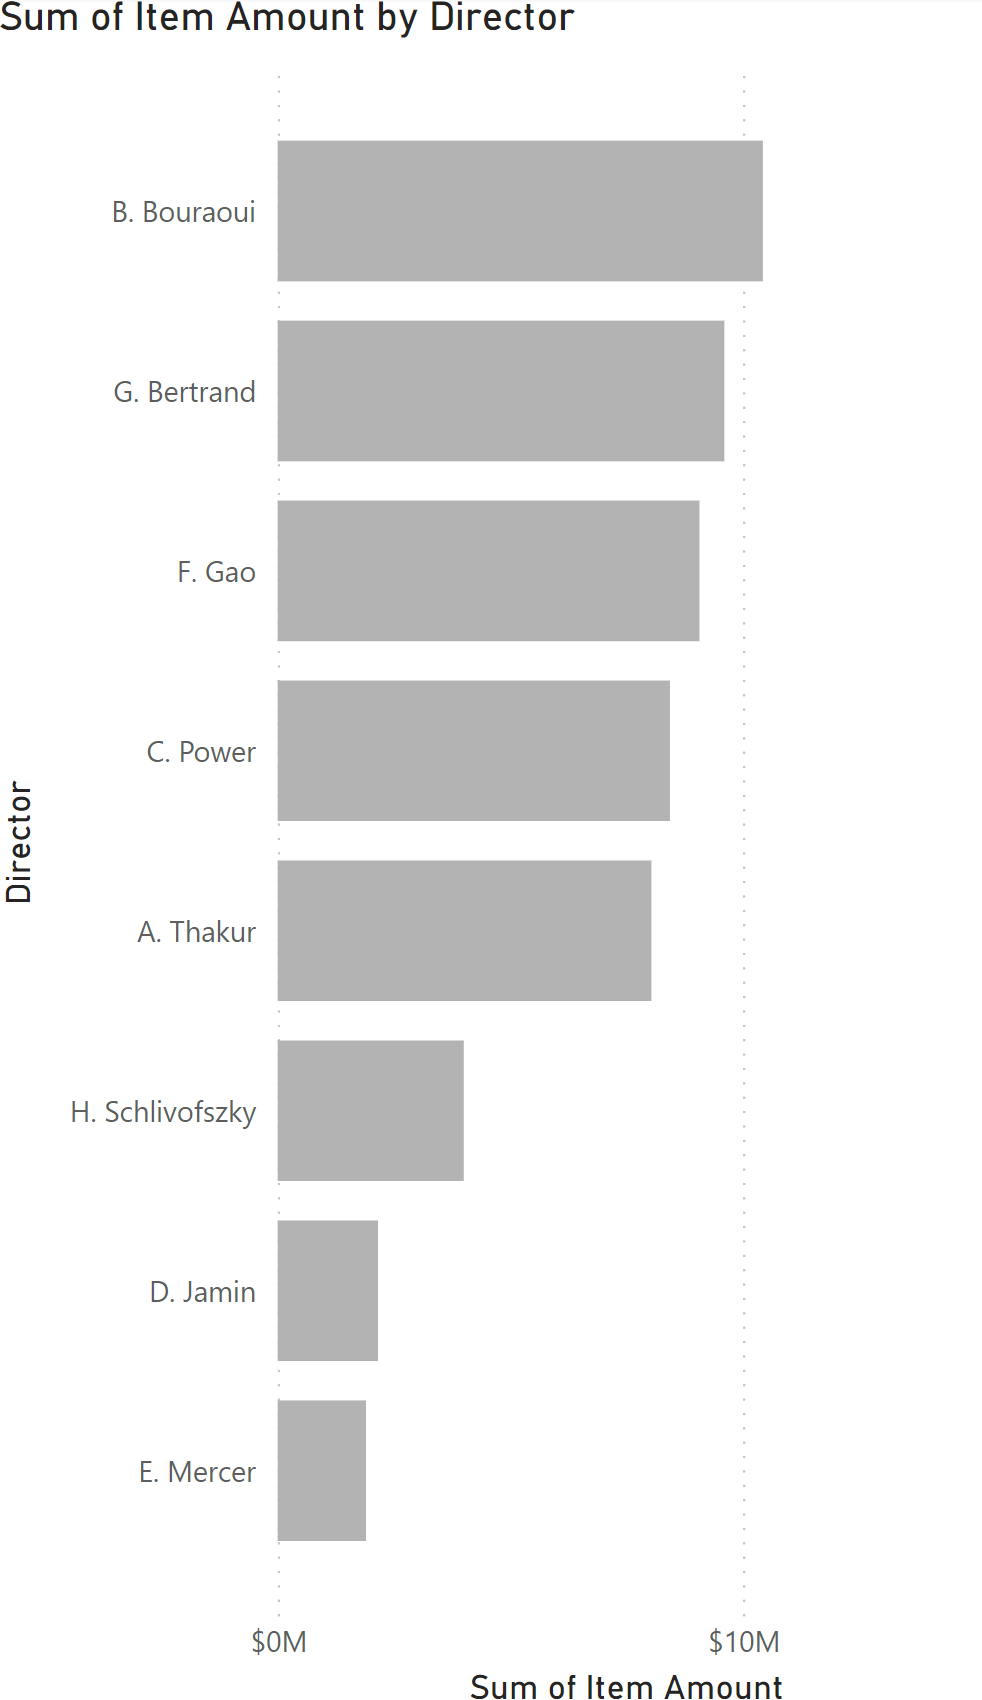 Sum of Item Amount by Director
Director
B. Bouraoui
G. Bertrand
F. Gao
C. Power
A. Thakur
H. Schlivofszky
D. Jamin
E. Mercer
$0M $10M
Sum of Item Amount